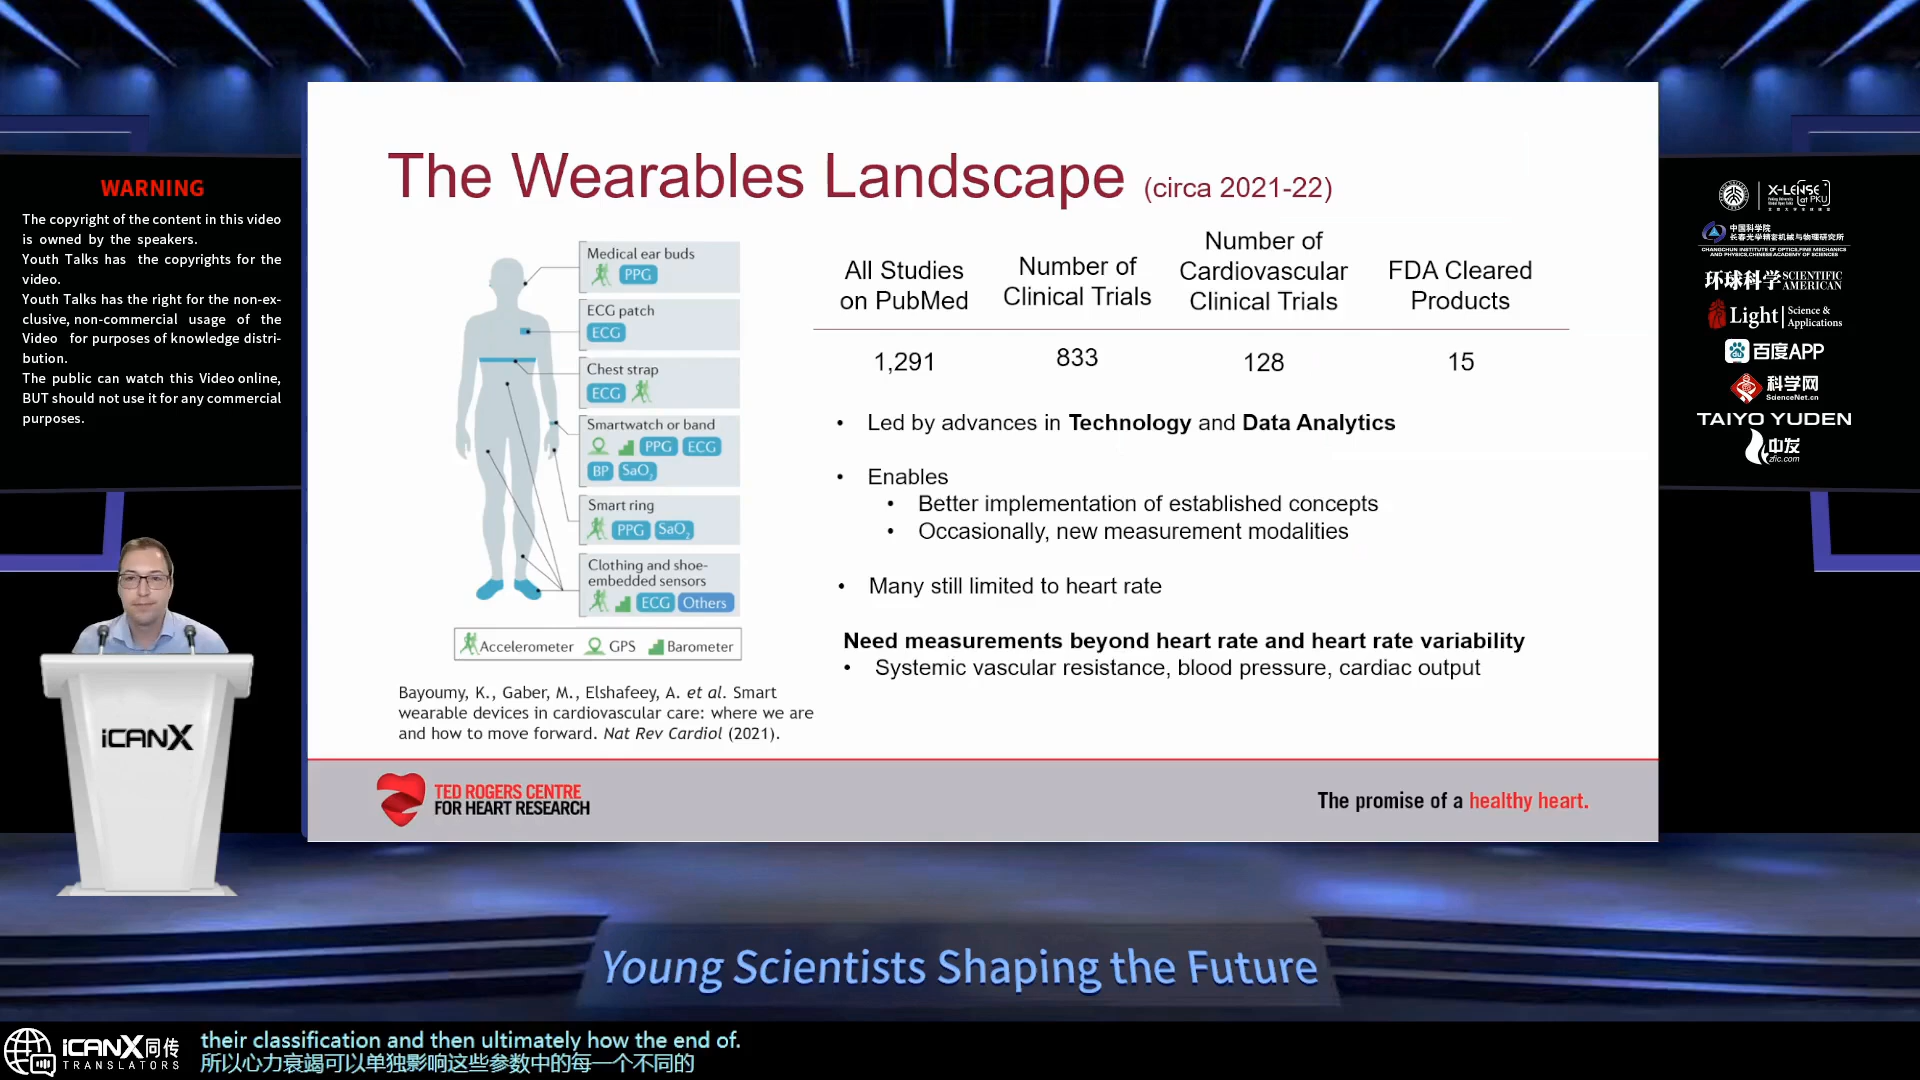 WARNING
The copyright of the content in this video
is owned by the speakers.
Youth Talks has the copyrights for the
video.
Youth Talks has the right for the non-ex-
clusive, non-commercial usage of the
Video for purposes of knowledge distri-
bution.
The public can watch this Video online,
BUT should not use it for any commercial
purposes.
iCANX
The Wearables Landscape (circa 2021-22)
Medical ear buds
PPG
ECG patch
ECG
Chest strap
ECG
Smartwatch or band
PPG ECG
BP SaO2
Smart ring
PPG SaO2
Clothing and shoe-
embedded sensors
ECG Others
Accelerometer GPS Barometer
Bayoumy, K., Gaber, M., Elshafeey, A. et al. Smart
wearable devices in cardiovascular care: where we are
and how to move forward. Nat Rev Cardiol (2021).
All Studies
on PubMed
Number of
Clinical Trials
Number of
Cardiovascular
Clinical Trials
FDA Cleared
Products
1,291 833 128 15
• Led by advances in Technology and Data Analytics
• Enables
• Better implementation of established concepts
• Occasionally, new measurement modalities
• Many still limited to heart rate
Need measurements beyond heart rate and heart rate variability
• Systemic vascular resistance, blood pressure, cardiac output
TED ROGERS CENTRE
FOR HEART RESEARCH
The promise of a healthy heart.
X-LENSE
at PKU
中国科学院
长春光学精密机械与物理研究所
CHANGCHUN INSTITUTE OF OPTICS, FINE MECHANICS
AND PHYSICS, CHINESE ACADEMY OF SCIENCES
环球科学 SCIENTIFIC
AMERICAN
Light Science &
Applications
百度APP
科学网
ScienceNet.cn
TAIYO YUDEN
中发
zfic.com
Young Scientists Shaping the Future
iCANX同传
TRANSLATORS
their classification and then ultimately how the end of.
所以心力衰竭可以单独影响这些参数中的每一个不同的